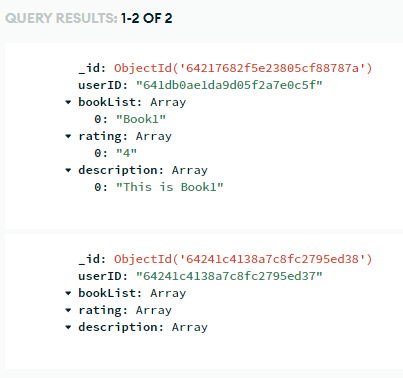 QUERY RESULTS: 1-2 OF 2
_id: ObjectId('64217682f5e23805cf88787a')
userID: "641db0ae1da9d05f2a7e0c5f"
bookList: Array
0: "Book1"
rating: Array
0: "4"
description: Array
0: "This is Book1"
_id: ObjectId('64241c4138a7c8fc2795ed38')
userID: "64241c4138a7c8fc2795ed37"
bookList: Array
rating: Array
description: Array